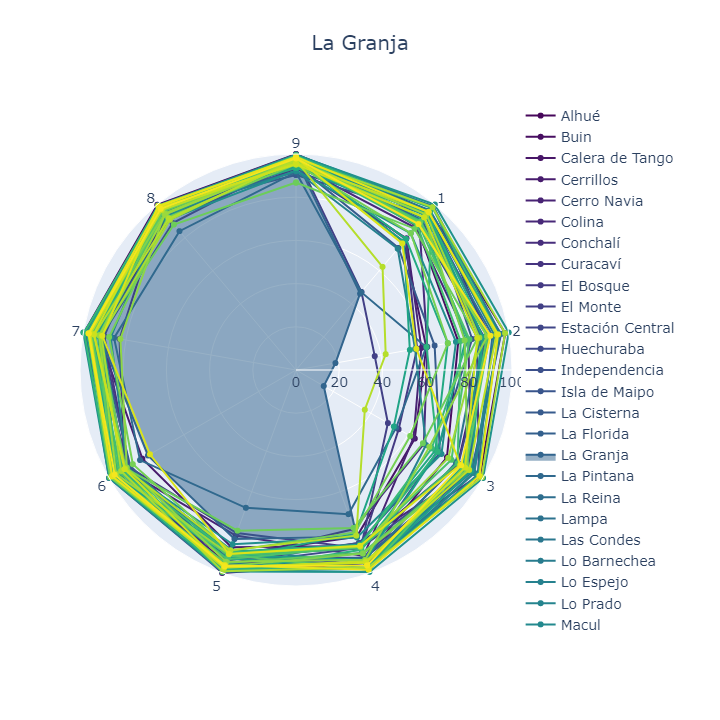 La Granja
9
8
1
7
2
0 20 40 60 80 100
6
3
5
4
Alhué
Buin
Calera de Tango
Cerrillos
Cerro Navia
Colina
Conchalí
Curacaví
El Bosque
El Monte
Estación Central
Huechuraba
Independencia
Isla de Maipo
La Cisterna
La Florida
La Granja
La Pintana
La Reina
Lampa
Las Condes
Lo Barnechea
Lo Espejo
Lo Prado
Macul